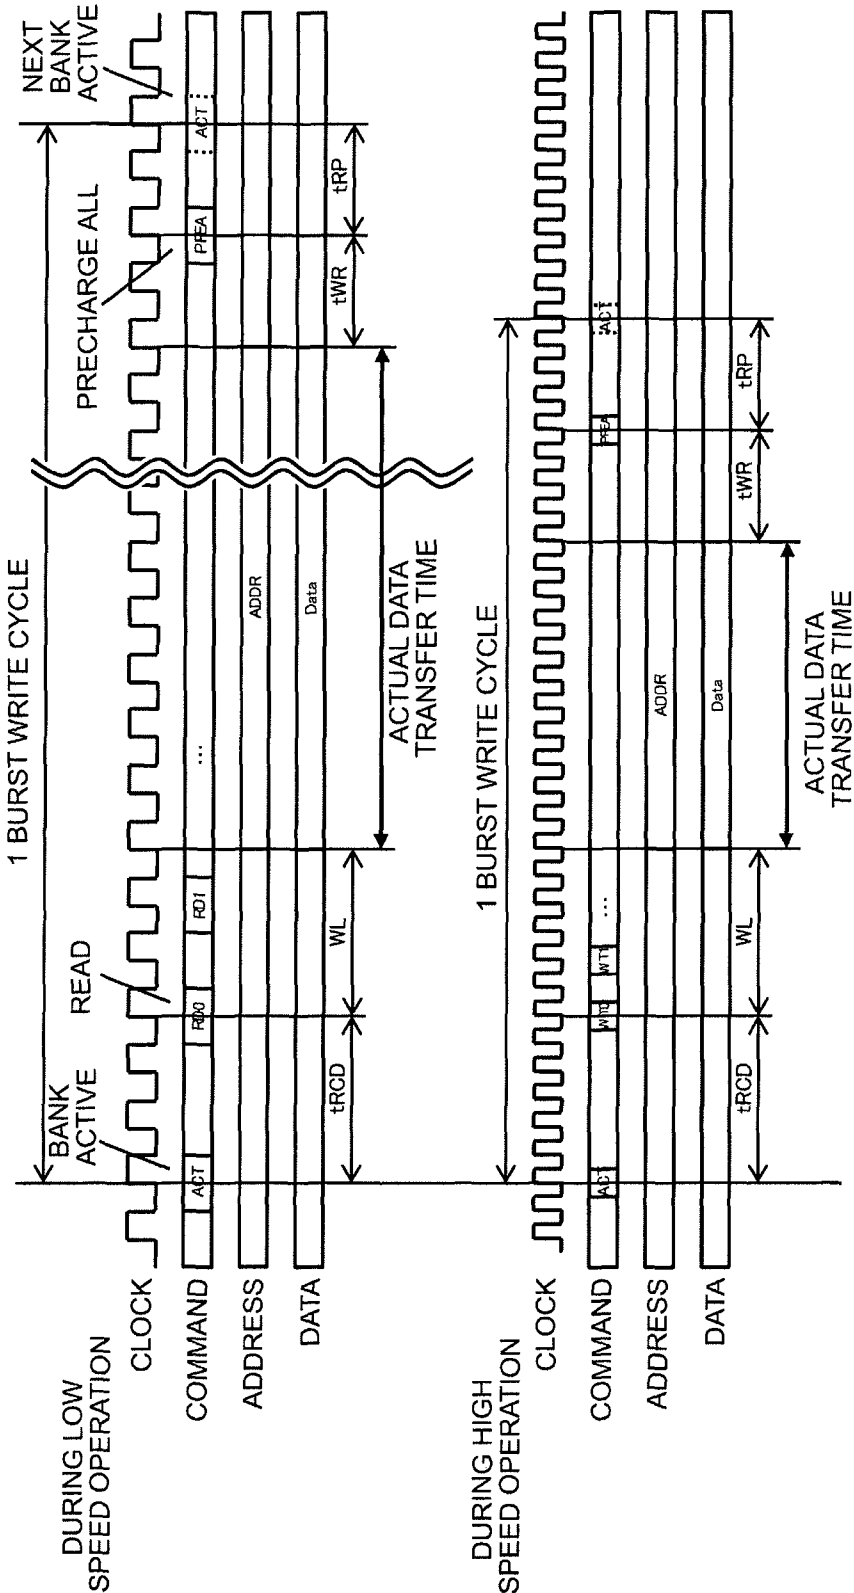 DURING LOW
SPEED OPERATION
1 BURST WRITE CYCLE
BANK
ACTIVE
READ
PRECHARGE ALL
NEXT
BANK
ACTIVE
CLOCK
COMMAND
ACT
RD0
RD1
...
PREA
ACT
ADDRESS
ADDR
DATA
Data
tRCD
WL
tWR
tRP
ACTUAL DATA
TRANSFER TIME
DURING HIGH
SPEED OPERATION
1 BURST WRITE CYCLE
CLOCK
COMMAND
ACT
WT0
WT1
...
PREA
ACT
ADDRESS
ADDR
DATA
Data
tRCD
WL
tWR
tRP
ACTUAL DATA
TRANSFER TIME